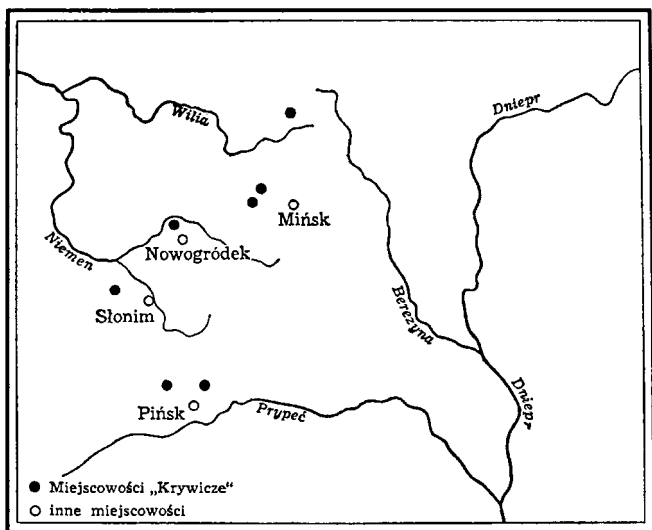 Dniepr
Wilia
Mińsk
Niemen
Nowogródek
Słonim
Berezyna
Dniepr
Pińsk
Prypeć
● Miejscowości „Krywicze“
○ inne miejscowości